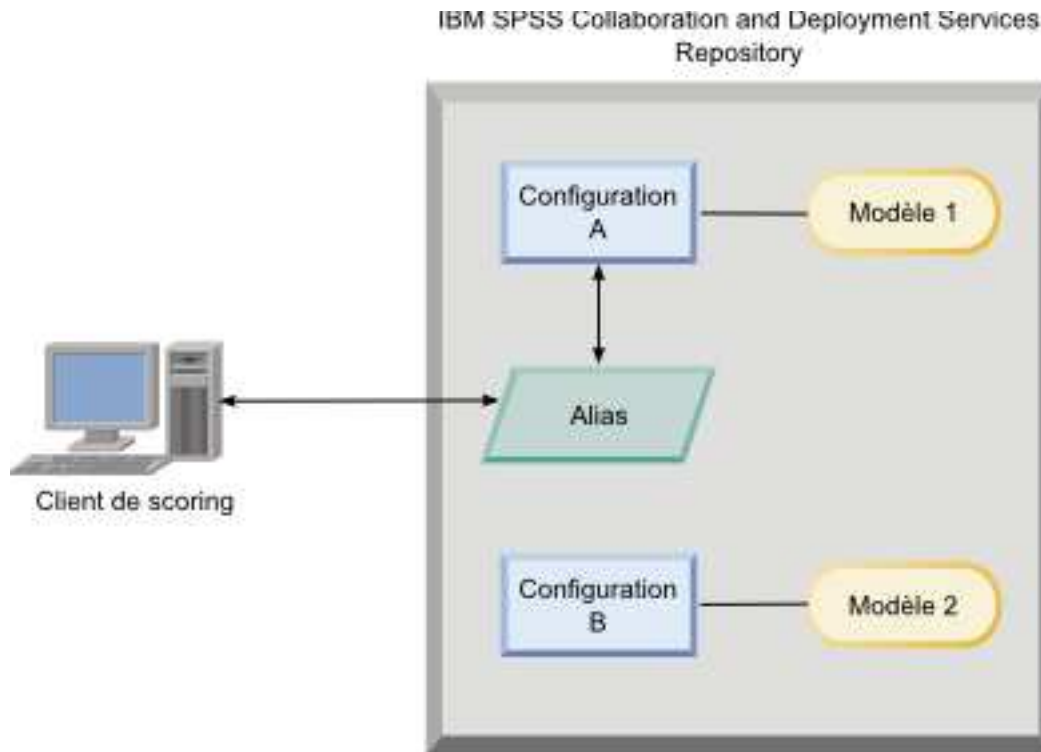 IBM SPSS Collaboration and Deployment Services
Repository
Configuration
A
Modèle 1
Alias
Client de scoring
Configuration
B
Modèle 2